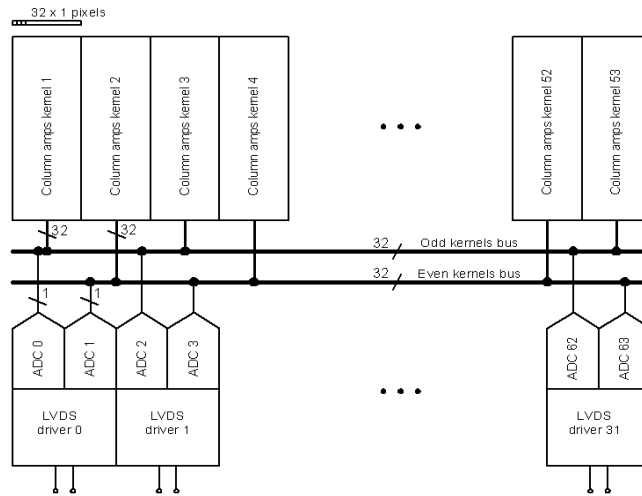 32 x 1 pixels
Column amps kernel 1
Column amps kernel 2
Column amps kernel 3
Column amps kernel 4
Column amps kernel 52
Column amps kernel 53
32
32
32
Odd kernels bus
32
Even kernels bus
1
1
ADC 0
ADC 1
ADC 2
ADC 3
ADC 62
ADC 63
LVDS
driver 0
LVDS
driver 1
LVDS
driver 31